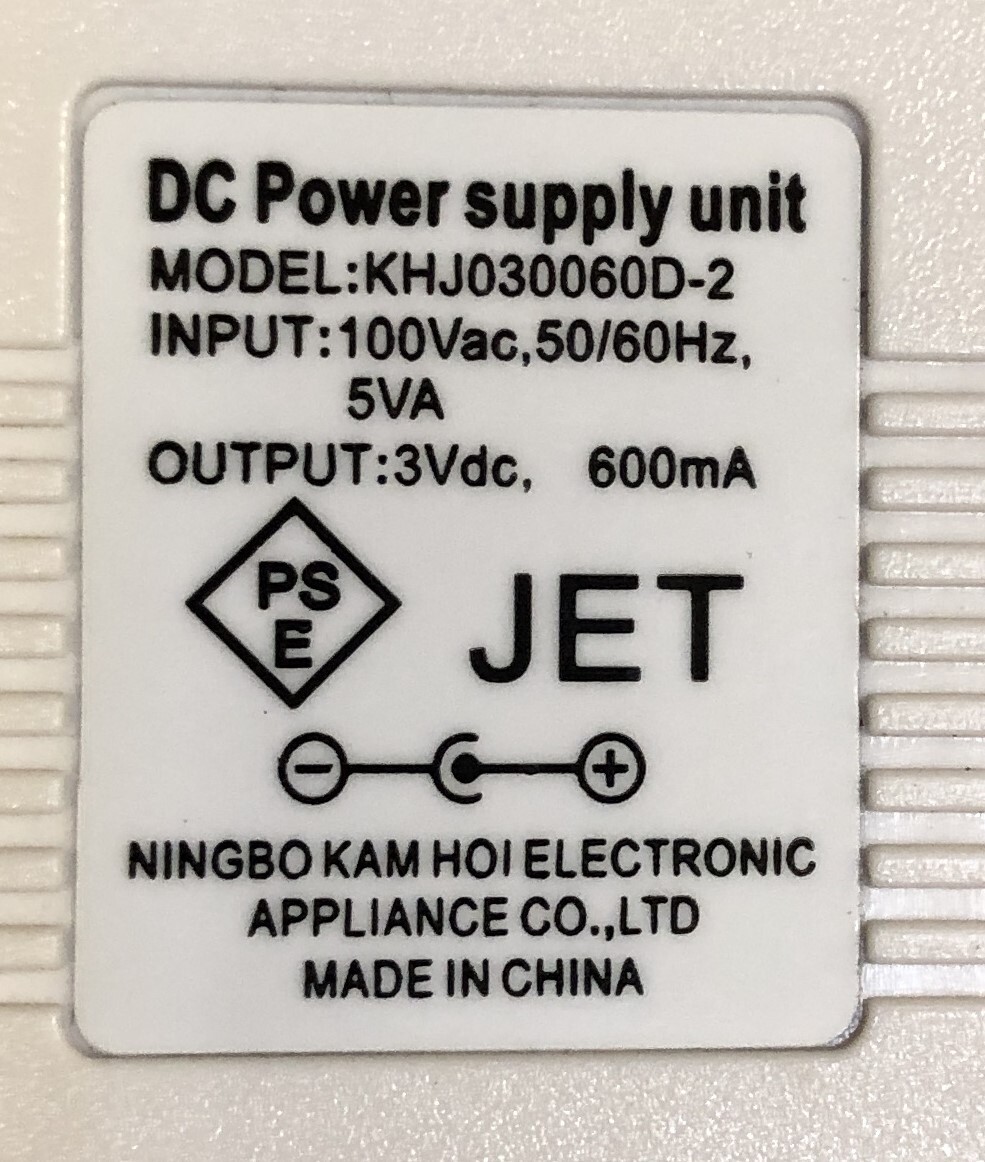 DC Power supply unit
MODEL:KHJ030060D-2
INPUT:100Vac,50/60Hz,
5VA
OUTPUT:3Vdc, 600mA
PS
E
JET
NINGBO KAM HOI ELECTRONIC
APPLIANCE CO.,LTD
MADE IN CHINA